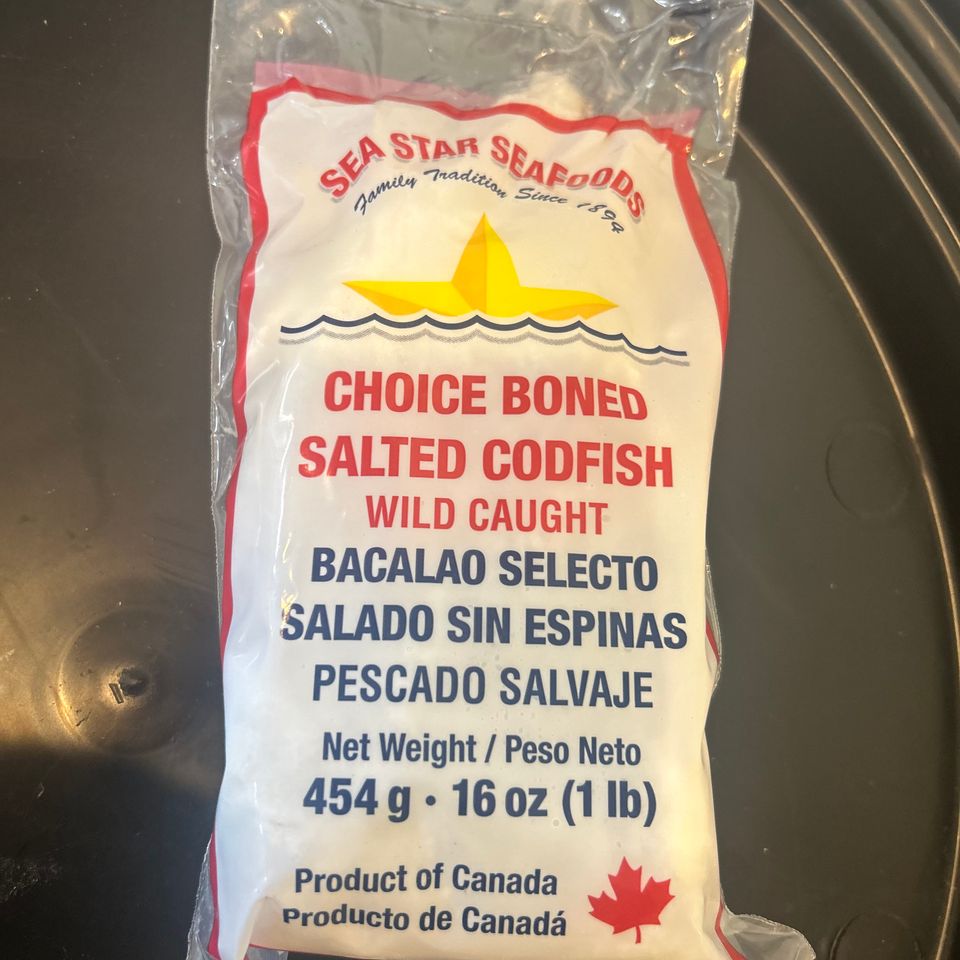 SEA STAR SEAFOODS
Family Tradition Since 1894
CHOICE BONED
SALTED CODFISH
WILD CAUGHT
BACALAO SELECTO
SALADO SIN ESPINAS
PESCADO SALVAJE
Net Weight / Peso Neto
454 g • 16 oz (1 lb)
Product of Canada
Producto de Canadá